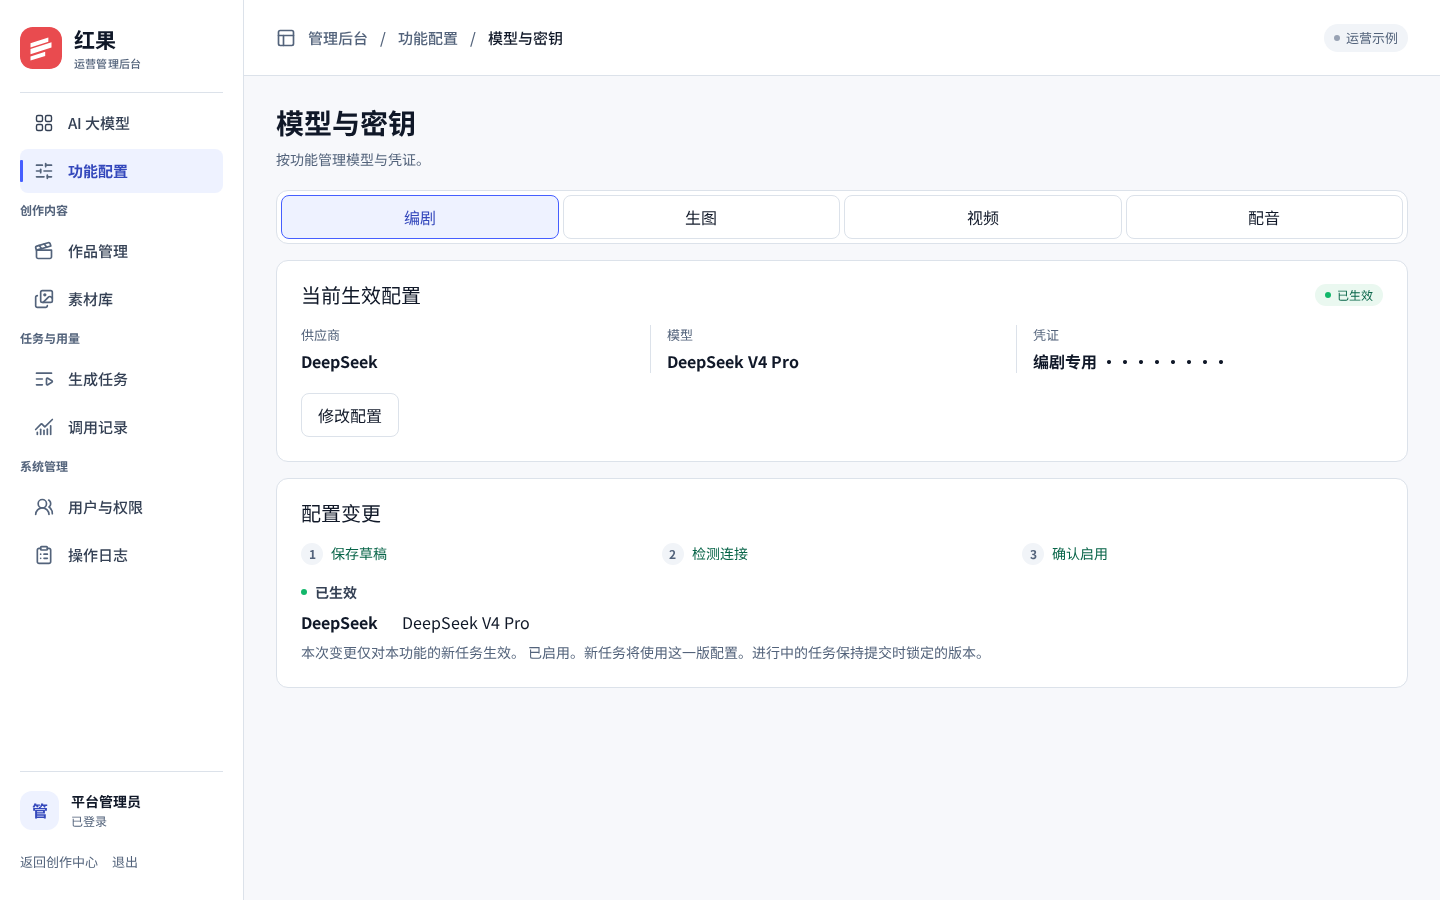 红果
运营管理后台
AI 大模型
功能配置
创作内容
作品管理
素材库
任务与用量
生成任务
调用记录
系统管理
用户与权限
操作日志
管
平台管理员
已登录
返回创作中心 退出
管理后台 / 功能配置 / 模型与密钥
运营示例
模型与密钥
按功能管理模型与凭证。
编剧 生图 视频 配音
当前生效配置
已生效
供应商 模型 凭证
DeepSeek DeepSeek V4 Pro 编剧专用 ••••••••
修改配置
配置变更
1 保存草稿 2 检测连接 3 确认启用
已生效
DeepSeek DeepSeek V4 Pro
本次变更仅对本功能的新任务生效。 已启用。新任务将使用这一版配置。进行中的任务保持提交时锁定的版本。